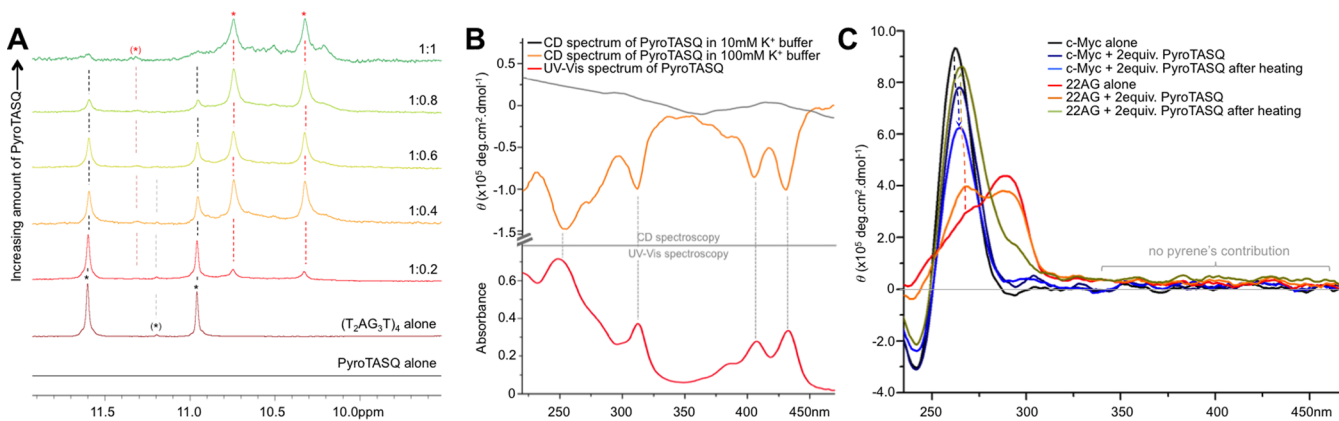 A
Increasing amount of PyroTASQ
(*)
*
*
1:1
1:0.8
1:0.6
1:0.4
1:0.2
*
*
(*)
(T₂AG₃T)₄ alone
PyroTASQ alone
11.5
11.0
10.5
10.0ppm
B
CD spectrum of PyroTASQ in 10mM K⁺ buffer
CD spectrum of PyroTASQ in 100mM K⁺ buffer
UV-Vis spectrum of PyroTASQ
θ (x10⁵ deg.cm².dmol⁻¹)
0.5
0
-0.5
-1.0
-1.5
CD spectroscopy
UV-Vis spectroscopy
Absorbance
0.6
0.4
0.2
0
250
300
350
400
450nm
C
c-Myc alone
c-Myc + 2equiv. PyroTASQ
c-Myc + 2equiv. PyroTASQ after heating
22AG alone
22AG + 2equiv. PyroTASQ
22AG + 2equiv. PyroTASQ after heating
θ (x10⁵ deg.cm².dmol⁻¹)
10.0
8.0
6.0
4.0
2.0
0
-2.0
-4.0
no pyrene's contribution
250
300
350
400
450nm